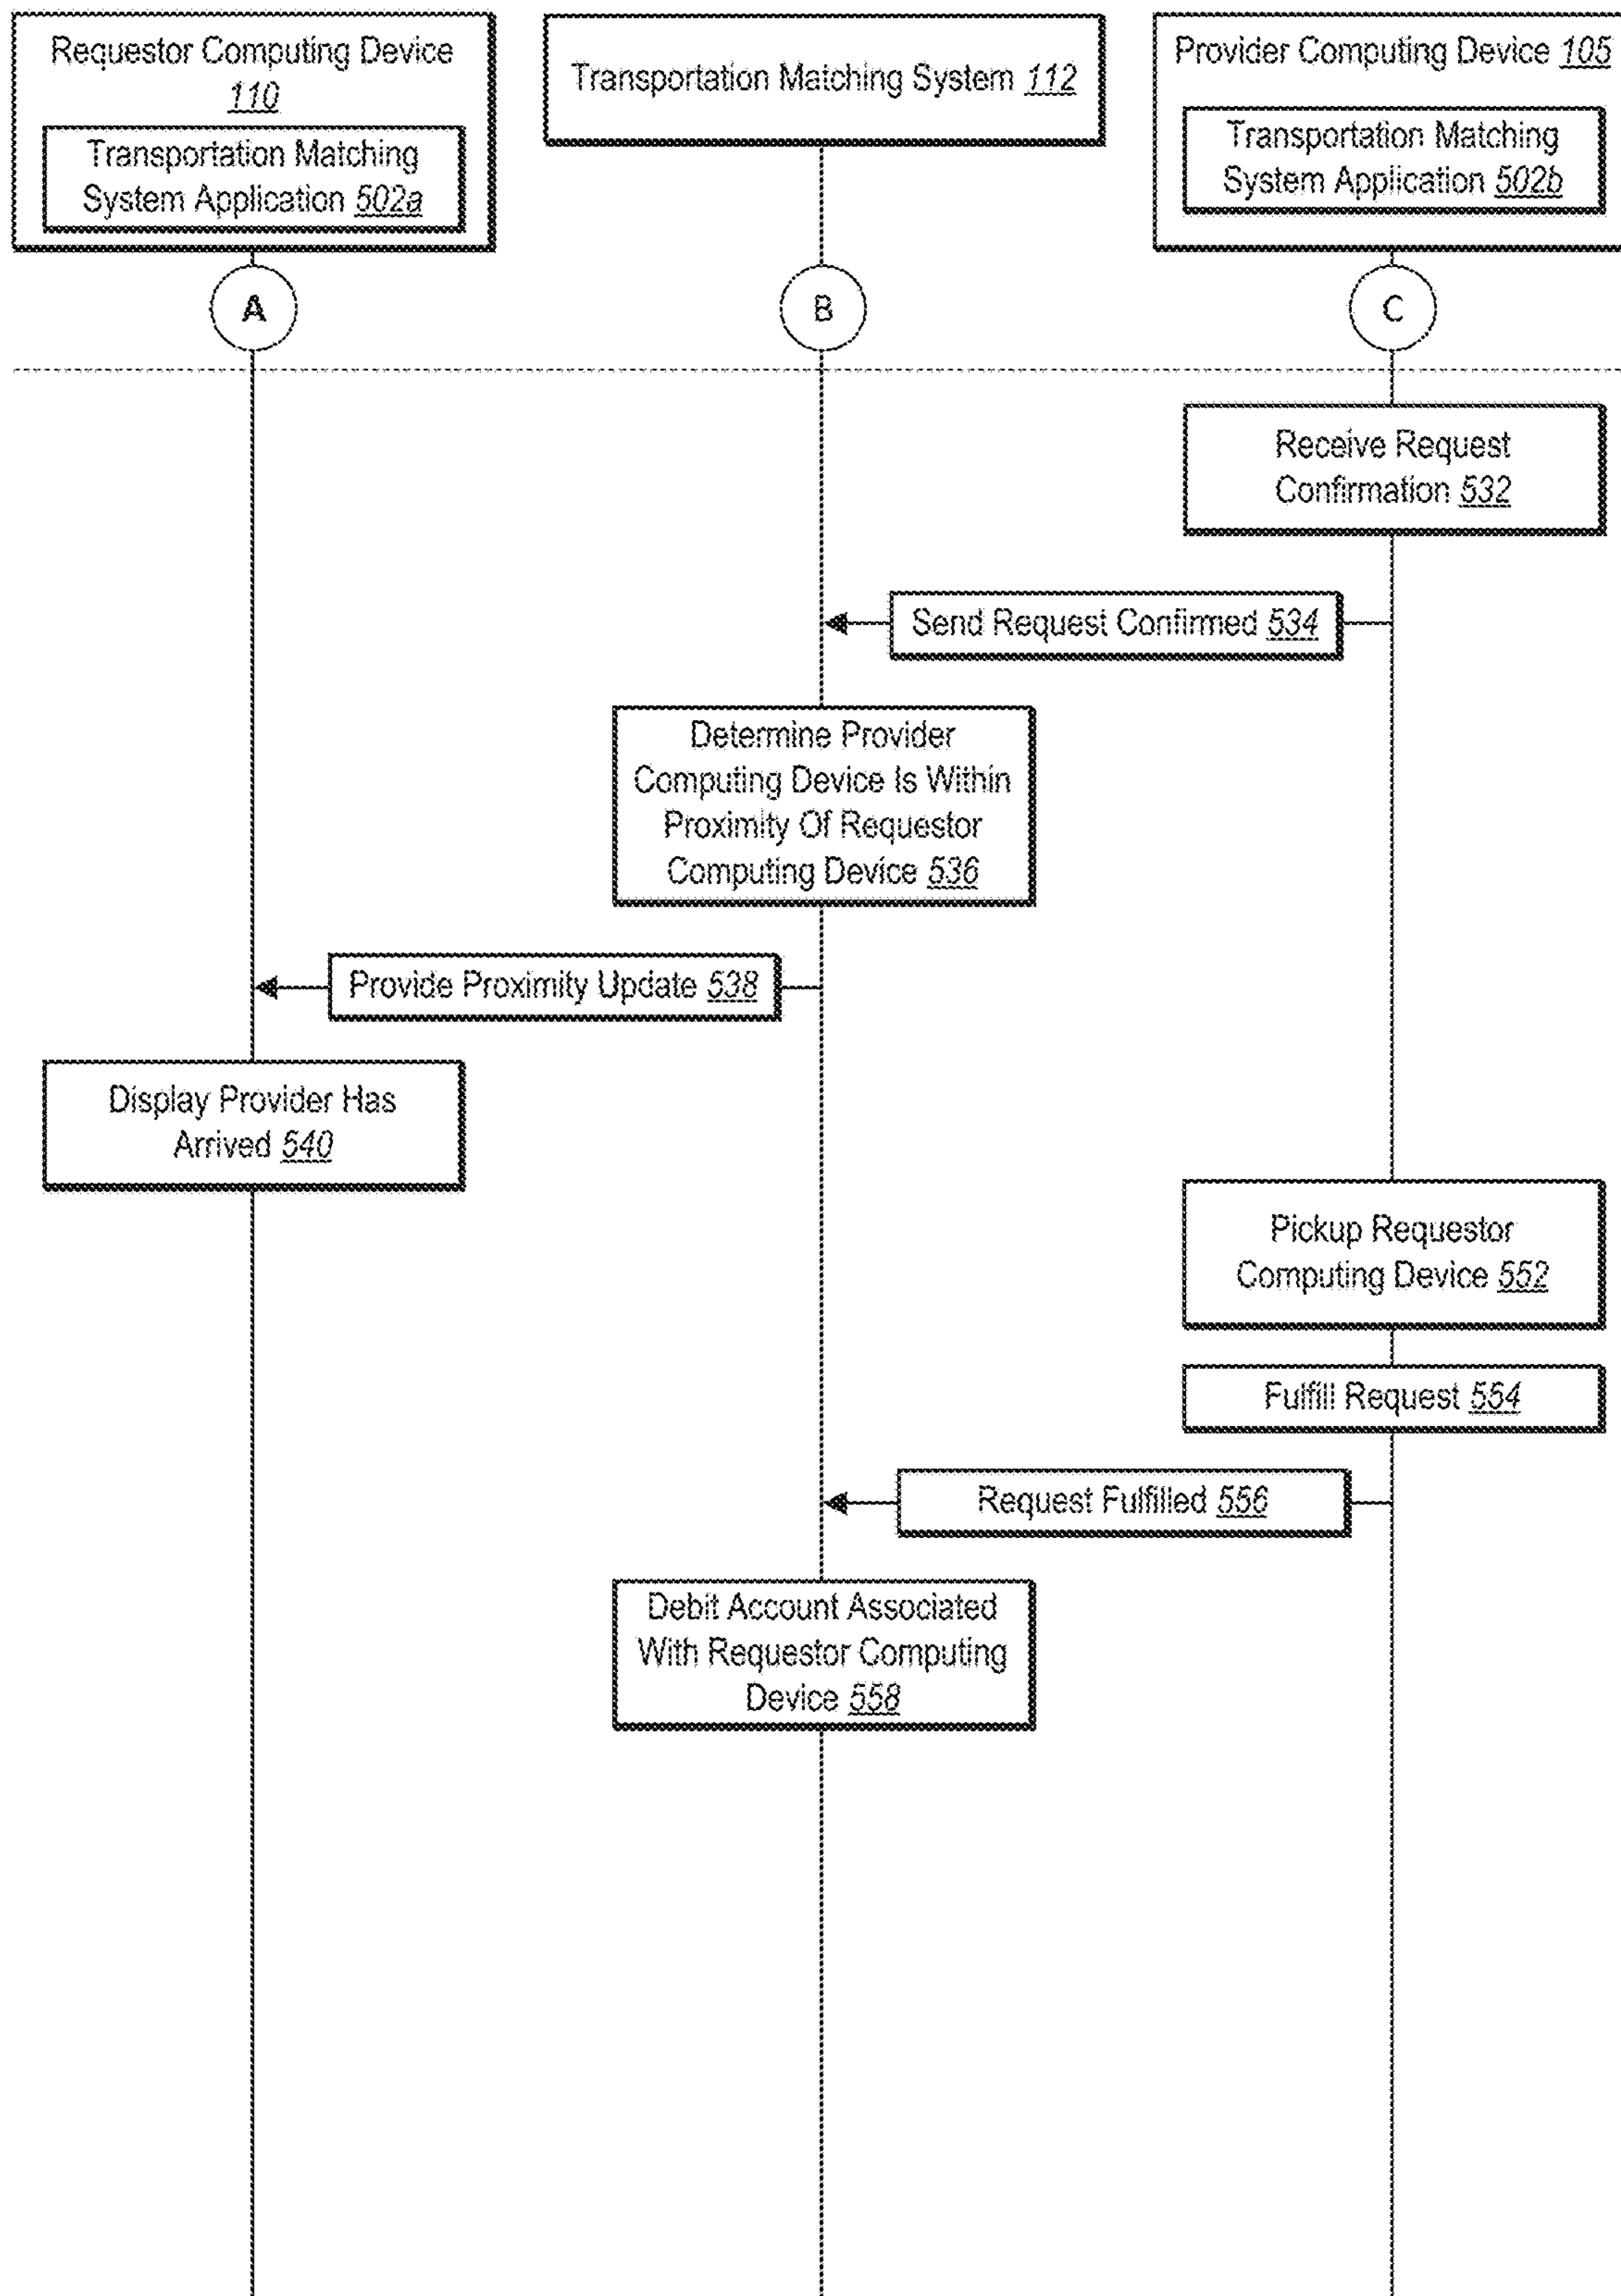 Requestor Computing Device
110
Transportation Matching
System Application 502a
Transportation Matching System 112
Provider Computing Device 105
Transportation Matching
System Application 502b
A
B
C
Receive Request
Confirmation 532
Send Request Confirmed 534
Determine Provider
Computing Device Is Within
Proximity Of Requestor
Computing Device 536
Provide Proximity Update 538
Display Provider Has
Arrived 540
Pickup Requestor
Computing Device 552
Fulfill Request 554
Request Fulfilled 556
Debit Account Associated
With Requestor Computing
Device 558